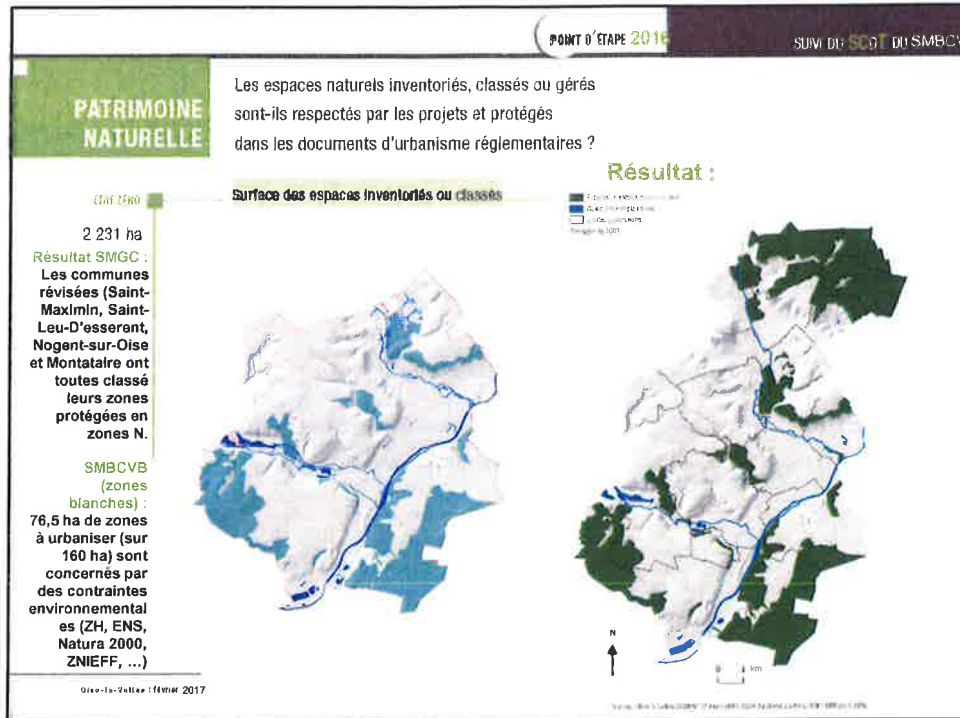 POINT D'ÉTAPE 2016
SUIVI DU SCOT DU SMBCV
PATRIMOINE
NATURELLE
Les espaces naturels inventoriés, classés ou gérés
sont-ils respectés par les projets et protégés
dans les documents d'urbanisme réglementaires ?
Résultat :
Surface des espaces inventoriés ou classés
2 231 ha
Résultat SMGC :
Les communes
révisées (Saint-
Maximin, Saint-
Leu-D'esserent,
Nogent-sur-Oise
et Montataire ont
toutes classé
leurs zones
protégées en
zones N.
SMBCVB
(zones
blanches) :
76,5 ha de zones
à urbaniser (sur
160 ha) sont
concernés par
des contraintes
environnemental
es (ZH, ENS,
Natura 2000,
ZNIEFF, ...)
N
km
Oise-la-Vallée : février 2017